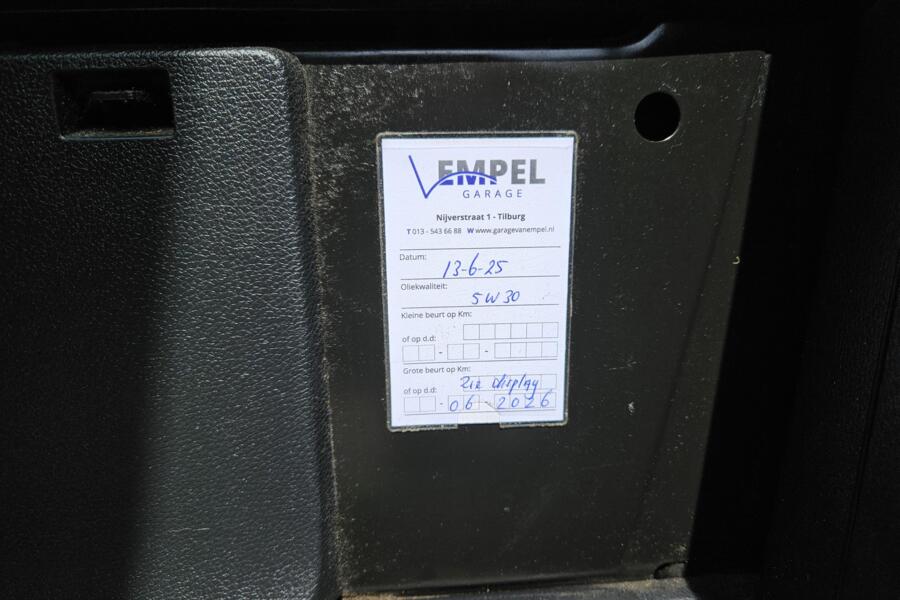 VEMPEL
GARAGE
Nijverstraat 1 - Tilburg
T 013 - 543 66 88 W www.garagevanempel.nl
Datum: 13-6-25
Oliekwaliteit: 5W30
Kleine beurt op Km:
of op d.d: - -
Grote beurt op Km: Zie display
of op d.d: - 06 - 2026